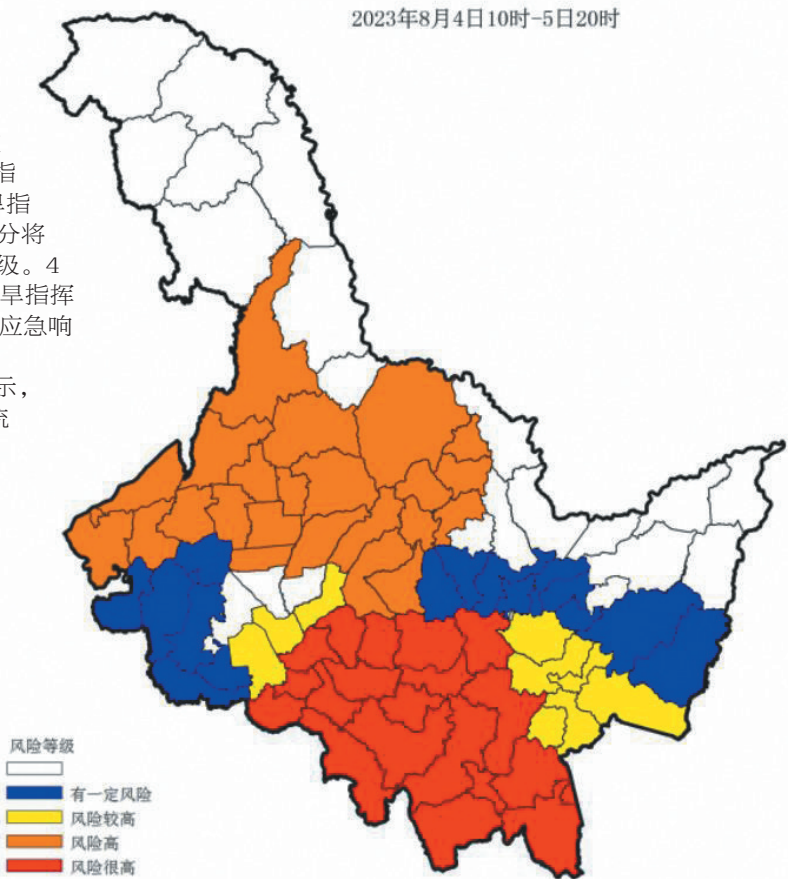 2023年8月4日10时-5日20时
指
旱指
分将
级。4
旱指挥
应急响
示，
流
风险等级
有一定风险
风险较高
风险高
风险很高